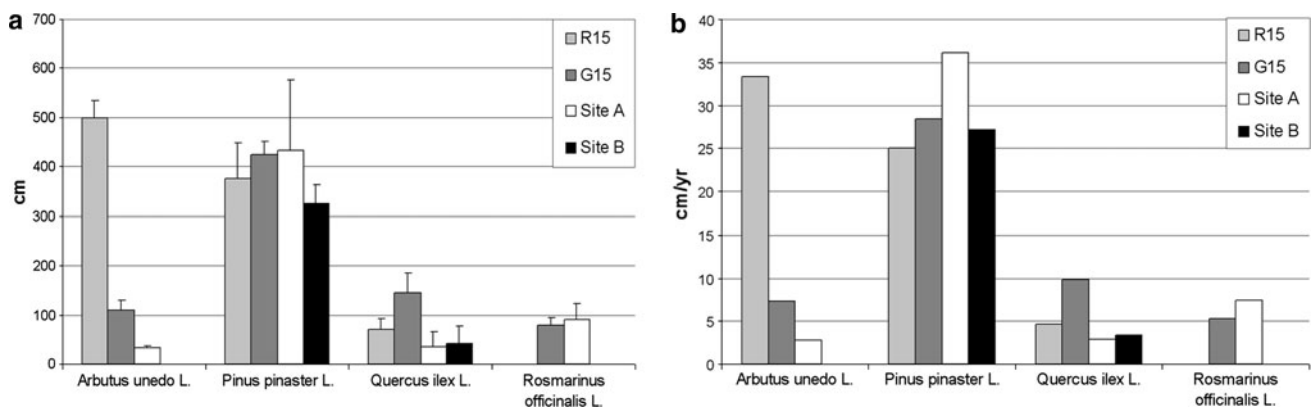 a
700
600
500
400
300
200
100
0
cm
R15
G15
Site A
Site B
Arbutus unedo L.
Pinus pinaster L.
Quercus ilex L.
Rosmarinus
officinalis L.
b
40
35
30
25
20
15
10
5
0
cm/yr
R15
G15
Site A
Site B
Arbutus unedo L.
Pinus pinaster L.
Quercus ilex L.
Rosmarinus
officinalis L.